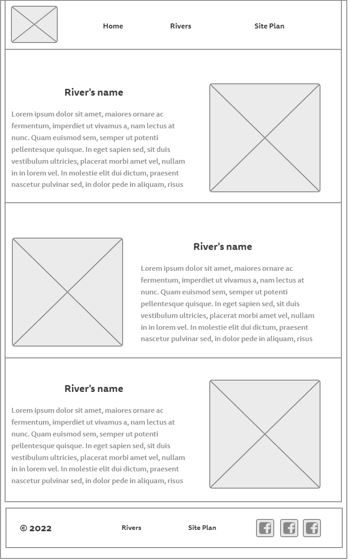 Home Rivers Site Plan
River's name
Lorem ipsum dolor sit amet, maiores ornare ac
fermentum, imperdiet ut vivamus a, nam lectus at
nunc. Quam euismod sem, semper ut potenti
pellentesque quisque. In eget sapien sed, sit duis
vestibulum ultricies, placerat morbi amet vel, nullam
in in lorem vel. In molestie elit dui dictum, praesent
nascetur pulvinar sed, in dolor pede in aliquam, risus
River's name
Lorem ipsum dolor sit amet, maiores ornare ac
fermentum, imperdiet ut vivamus a, nam lectus at
nunc. Quam euismod sem, semper ut potenti
pellentesque quisque. In eget sapien sed, sit duis
vestibulum ultricies, placerat morbi amet vel, nullam
in in lorem vel. In molestie elit dui dictum, praesent
nascetur pulvinar sed, in dolor pede in aliquam, risus
River's name
Lorem ipsum dolor sit amet, maiores ornare ac
fermentum, imperdiet ut vivamus a, nam lectus at
nunc. Quam euismod sem, semper ut potenti
pellentesque quisque. In eget sapien sed, sit duis
vestibulum ultricies, placerat morbi amet vel, nullam
in in lorem vel. In molestie elit dui dictum, praesent
nascetur pulvinar sed, in dolor pede in aliquam, risus
© 2022 Rivers Site Plan